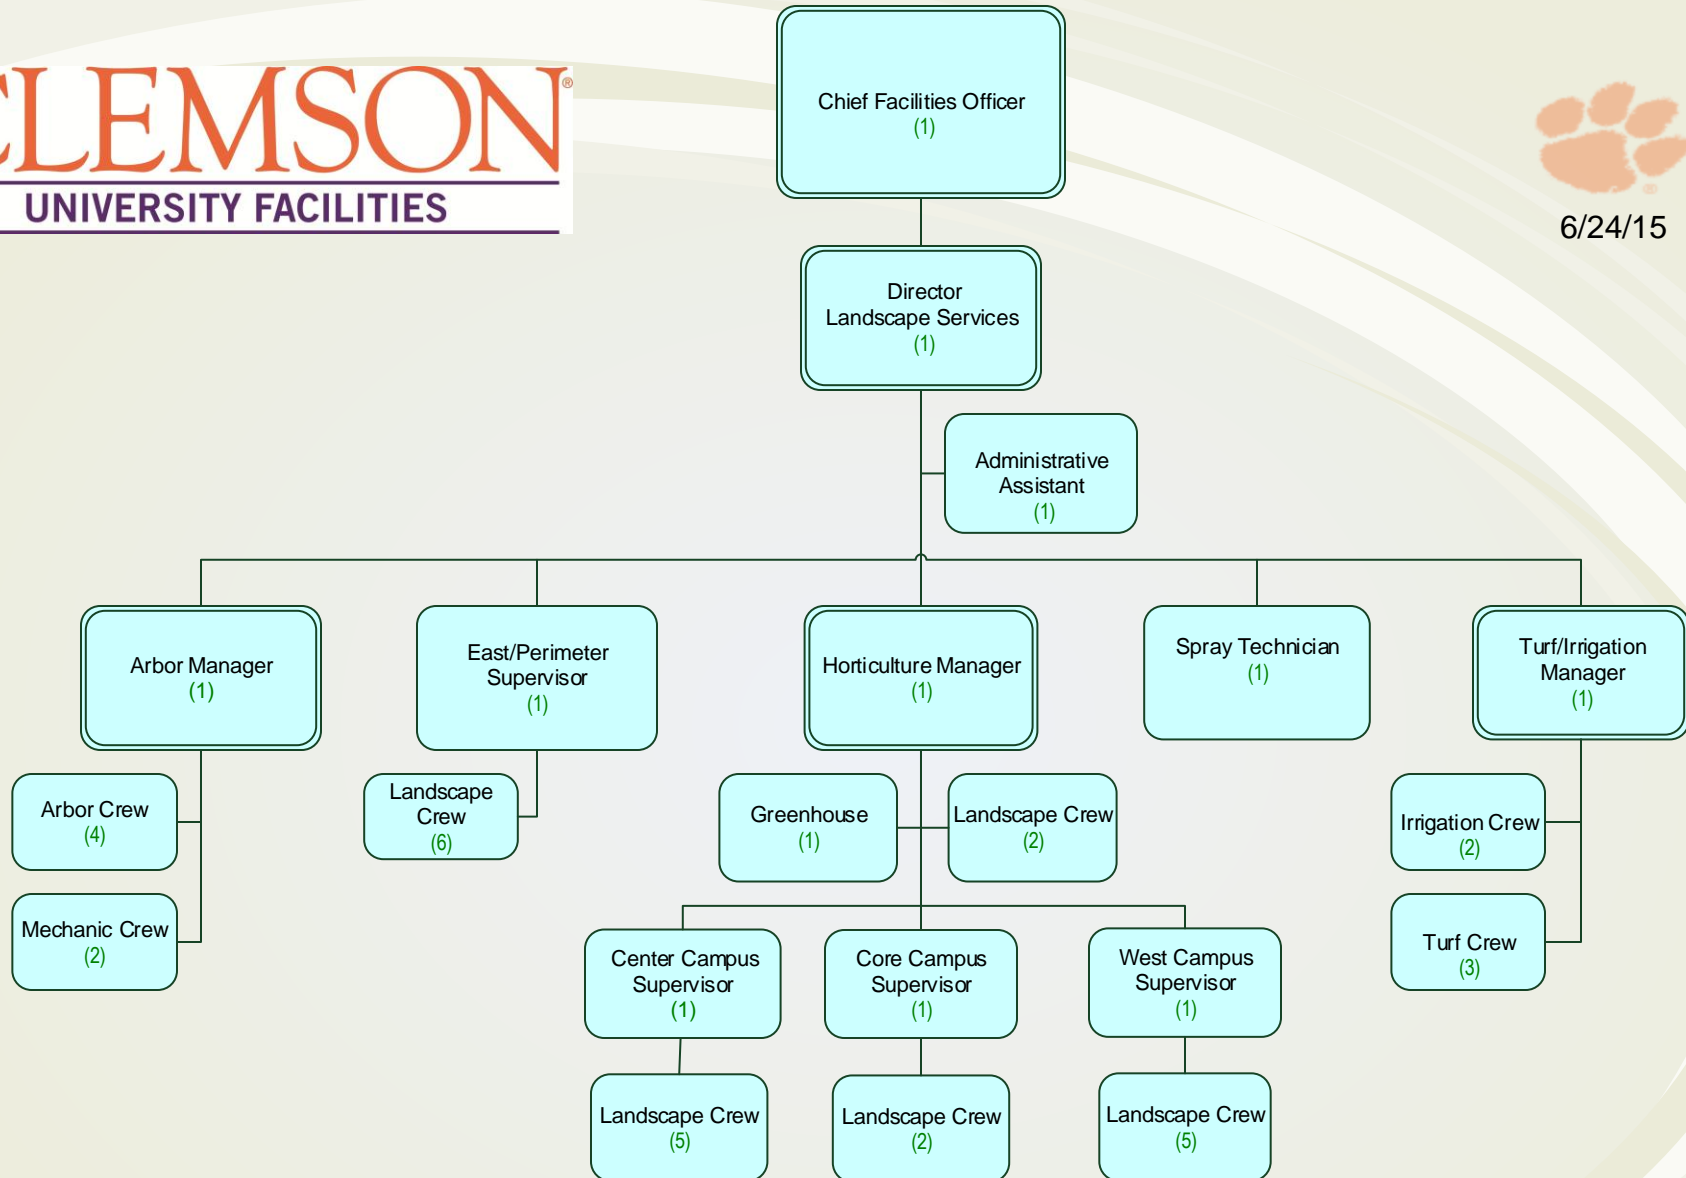 CLEMSON®
UNIVERSITY FACILITIES
6/24/15
Chief Facilities Officer
(1)
Director
Landscape Services
(1)
Administrative
Assistant
(1)
Arbor Manager
(1)
East/Perimeter
Supervisor
(1)
Horticulture Manager
(1)
Spray Technician
(1)
Turf/Irrigation
Manager
(1)
Arbor Crew
(4)
Mechanic Crew
(2)
Landscape
Crew
(6)
Greenhouse
(1)
Landscape Crew
(2)
Irrigation Crew
(2)
Turf Crew
(3)
Center Campus
Supervisor
(1)
Core Campus
Supervisor
(1)
West Campus
Supervisor
(1)
Landscape Crew
(5)
Landscape Crew
(2)
Landscape Crew
(5)